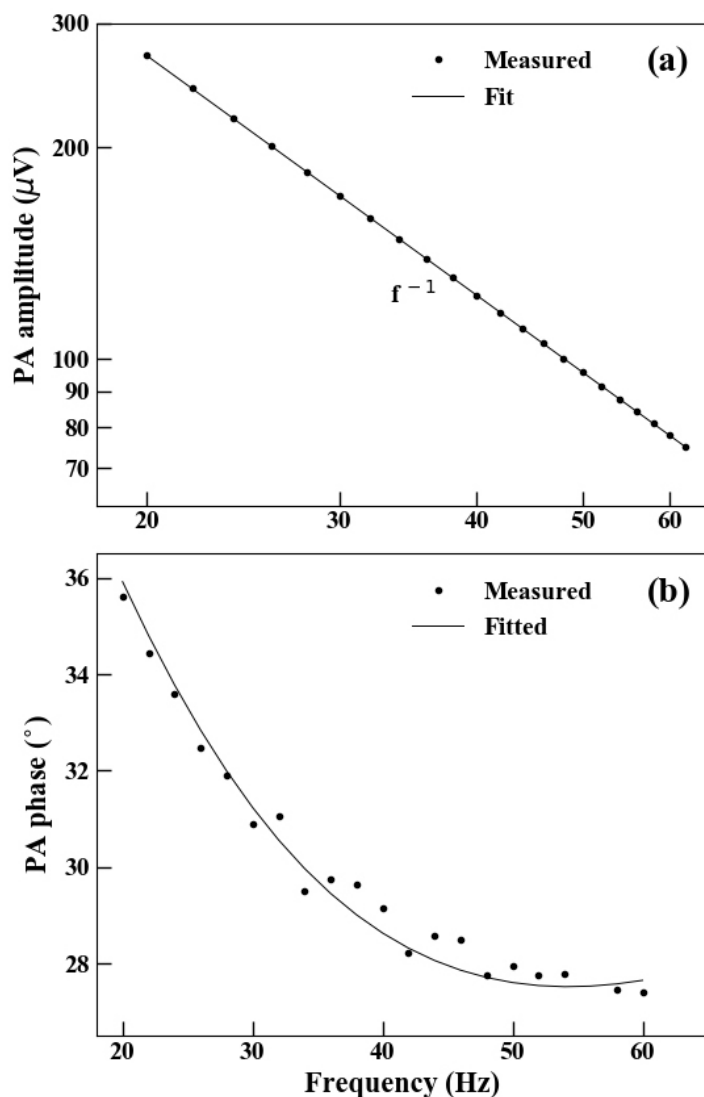 300
200
100
90
80
70
PA amplitude (μV)
Measured
Fit
(a)
f −1
20
30
40
50
60
36
34
32
30
28
PA phase (°)
Measured
Fitted
(b)
20
30
40
50
60
Frequency (Hz)